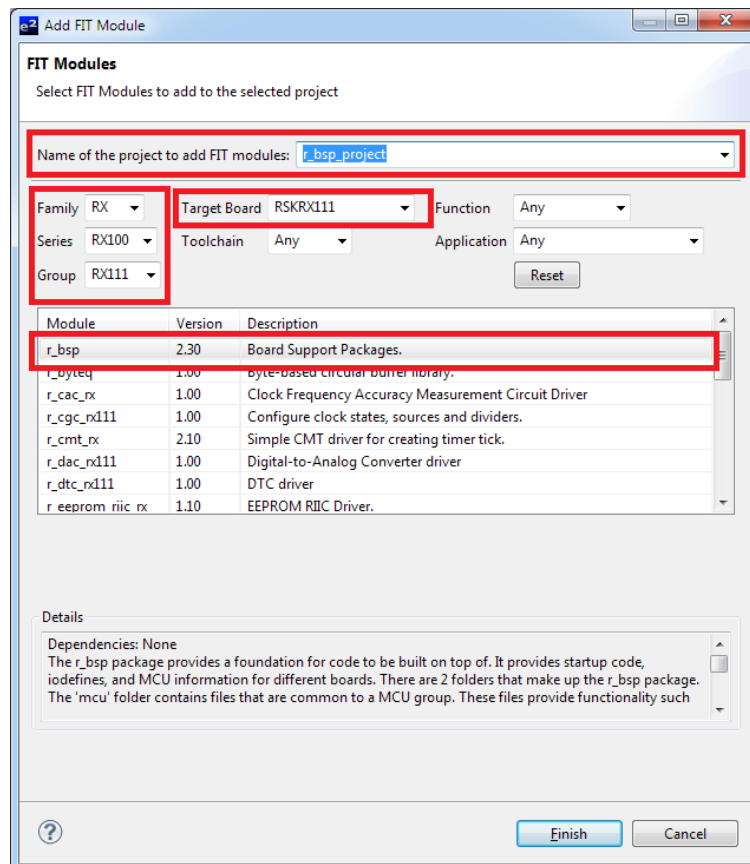 e² Add FIT Module
FIT Modules
Select FIT Modules to add to the selected project
Name of the project to add FIT modules: r_bsp_project
Family RX Target Board RSKRX111 Function Any
Series RX100 Toolchain Any Application Any
Group RX111 Reset
Module Version Description
r_bsp 2.30 Board Support Packages.
r_byteq 1.00 Byte-based circular buffer library.
r_cac_rx 1.00 Clock Frequency Accuracy Measurement Circuit Driver
r_cgc_rx111 1.00 Configure clock states, sources and dividers.
r_cmt_rx 2.10 Simple CMT driver for creating timer tick.
r_dac_rx111 1.00 Digital-to-Analog Converter driver
r_dtc_rx111 1.00 DTC driver
r_eeprom_riic_rx 1.10 EEPROM RIIC Driver.
Details
Dependencies: None
The r_bsp package provides a foundation for code to be built on top of. It provides startup code,
iodefines, and MCU information for different boards. There are 2 folders that make up the r_bsp package.
The 'mcu' folder contains files that are common to a MCU group. These files provide functionality such
? Finish Cancel